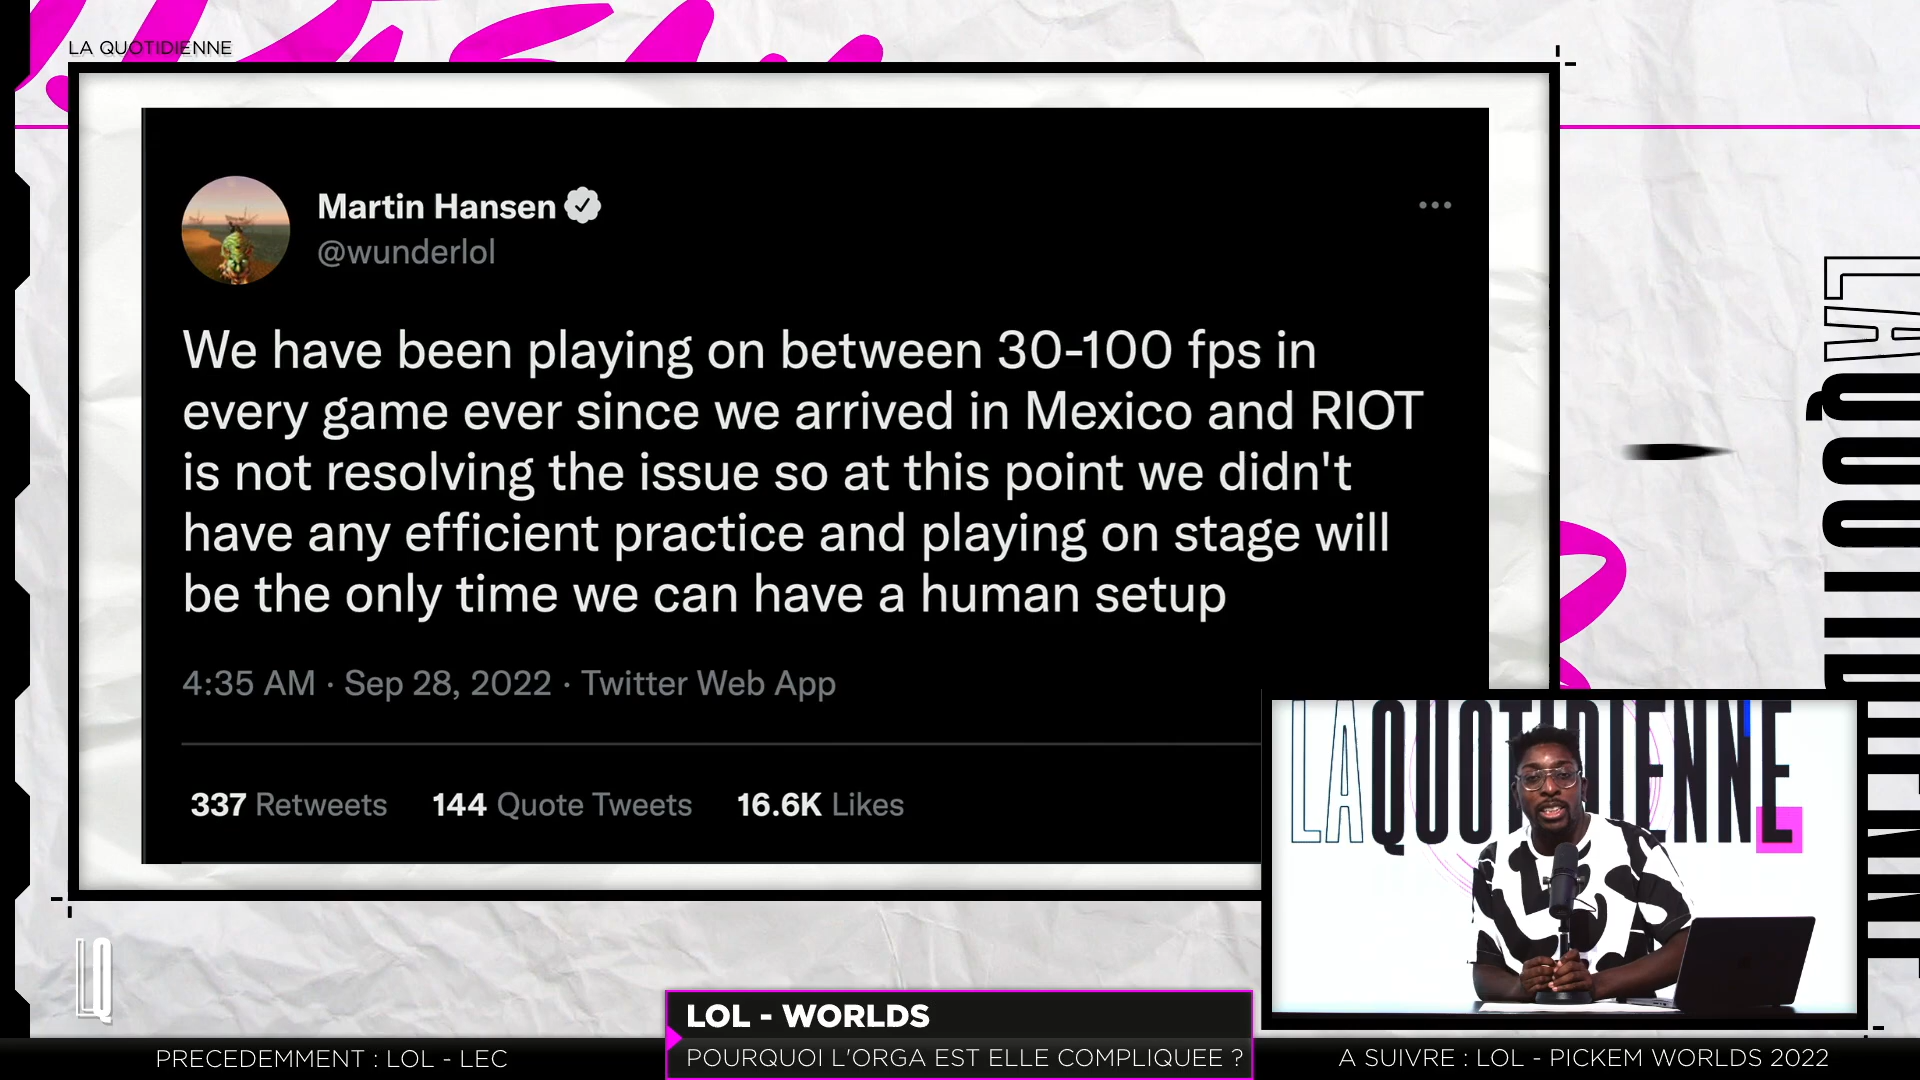 LA QUOTIDIENNE
Martin Hansen
@wunderlol
We have been playing on between 30-100 fps in
every game ever since we arrived in Mexico and RIOT
is not resolving the issue so at this point we didn't
have any efficient practice and playing on stage will
be the only time we can have a human setup
4:35 AM · Sep 28, 2022 · Twitter Web App
337 Retweets 144 Quote Tweets 16.6K Likes
LA QUOTIDIENNE
LAQUOTIDIENNE
LQ
LOL - WORLDS
POURQUOI L'ORGA EST ELLE COMPLIQUEE ?
PRECEDEMMENT : LOL - LEC
A SUIVRE : LOL - PICKEM WORLDS 2022